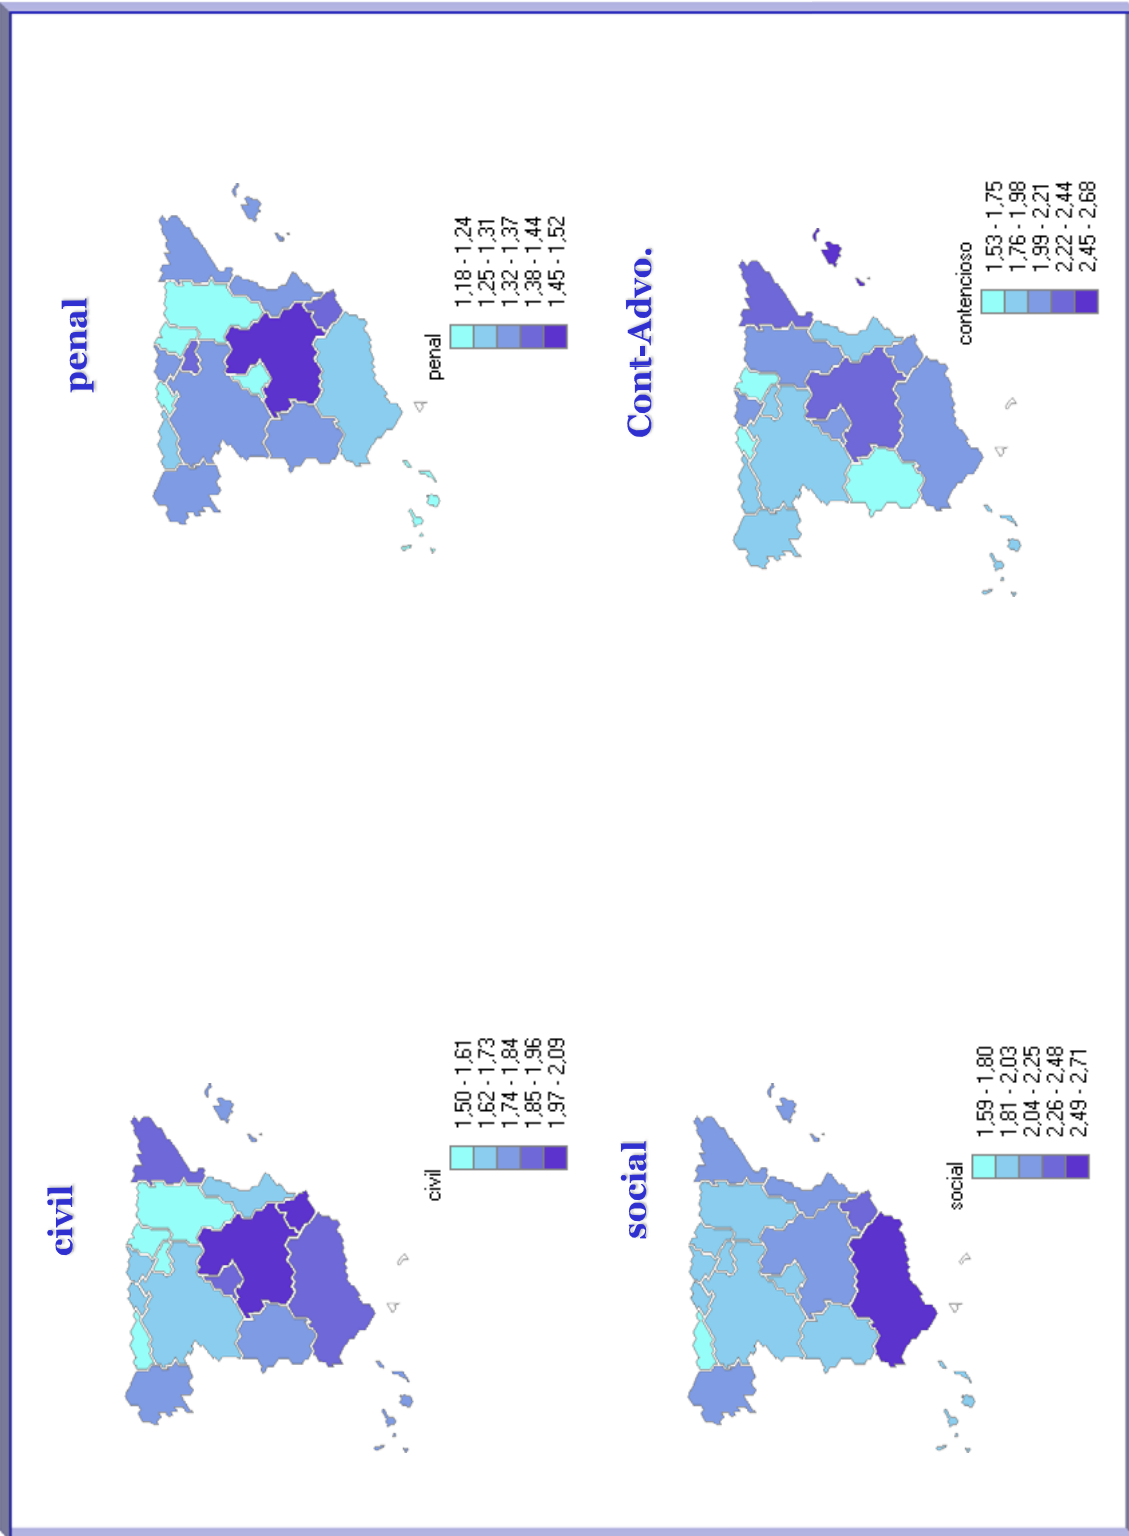 civil
civil
1,50 - 1,61
1,62 - 1,73
1,74 - 1,84
1,85 - 1,96
1,97 - 2,09
penal
penal
1,18 - 1,24
1,25 - 1,31
1,32 - 1,37
1,38 - 1,44
1,45 - 1,52
social
social
1,59 - 1,80
1,81 - 2,03
2,04 - 2,25
2,26 - 2,48
2,49 - 2,71
Cont-Advo.
contencioso
1,53 - 1,75
1,76 - 1,98
1,99 - 2,21
2,22 - 2,44
2,45 - 2,68